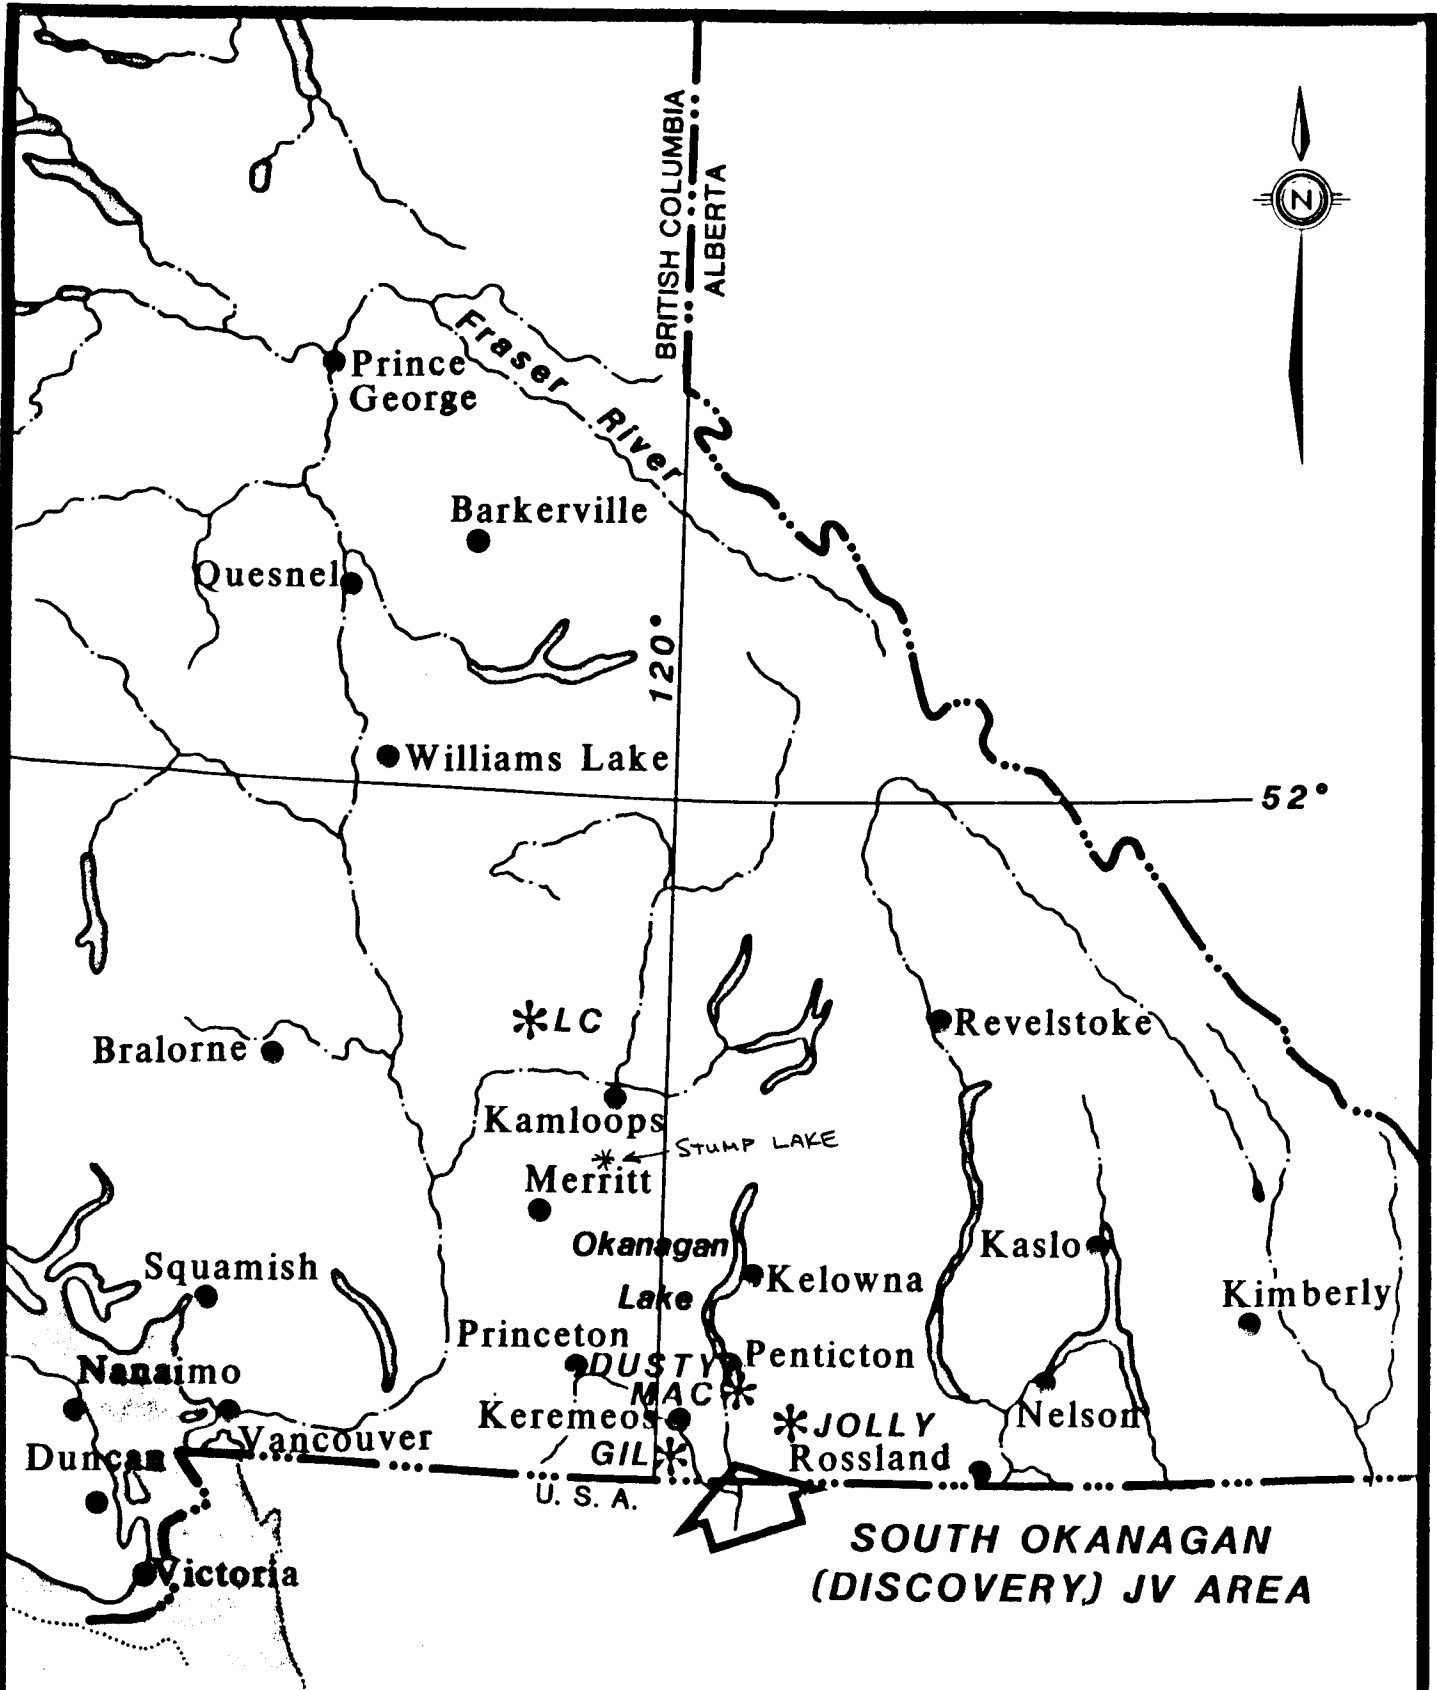 BRITISH COLUMBIA
ALBERTA
N
Fraser River
Prince
George
Barkerville
Quesnel
120°
Williams Lake
52°
LC
Revelstoke
Bralorne
Kamloops
STUMP LAKE
Merritt
Okanagan
Lake
Kaslo
Squamish
Kelowna
Kimberly
Princeton
Penticton
DUSTY
MAC
Nanaimo
Keremeos
JOLLY
Nelson
Vancouver
Duncan
GIL
Rossland
U. S. A.
SOUTH OKANAGAN
(DISCOVERY) JV AREA
Victoria